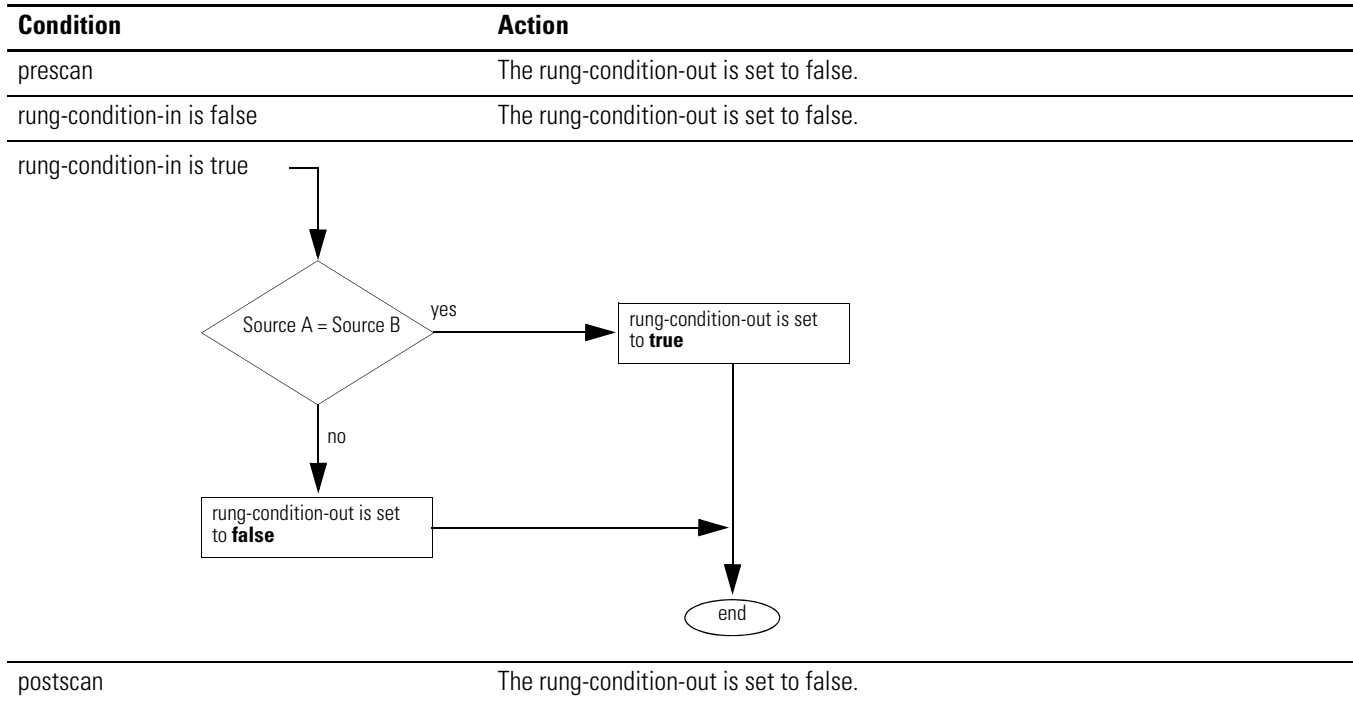 Condition Action
prescan The rung-condition-out is set to false.
rung-condition-in is false The rung-condition-out is set to false.
rung-condition-in is true
Source A = Source B
yes
rung-condition-out is set
to true
no
rung-condition-out is set
to false
end
postscan The rung-condition-out is set to false.